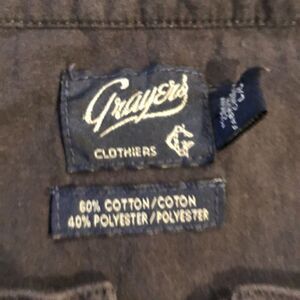 Grayers
CLOTHIERS
60% COTTON/COTON
40% POLYESTER/POLYESTER